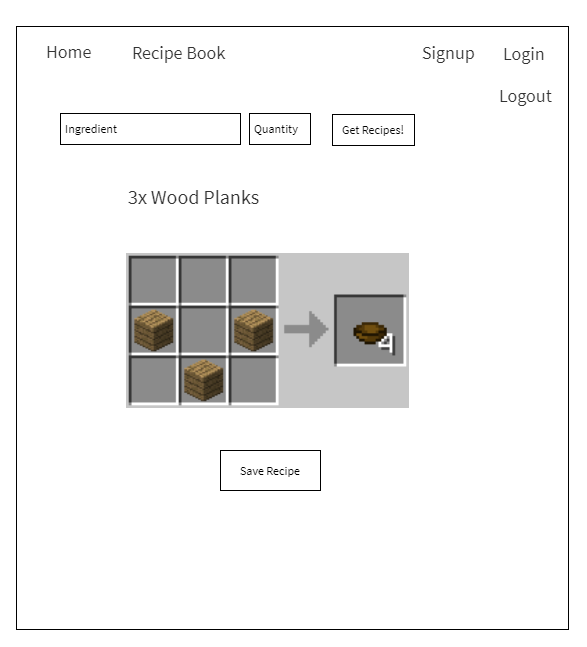 Home Recipe Book Signup Login
Logout
Ingredient Quantity Get Recipes!
3x Wood Planks
4
Save Recipe